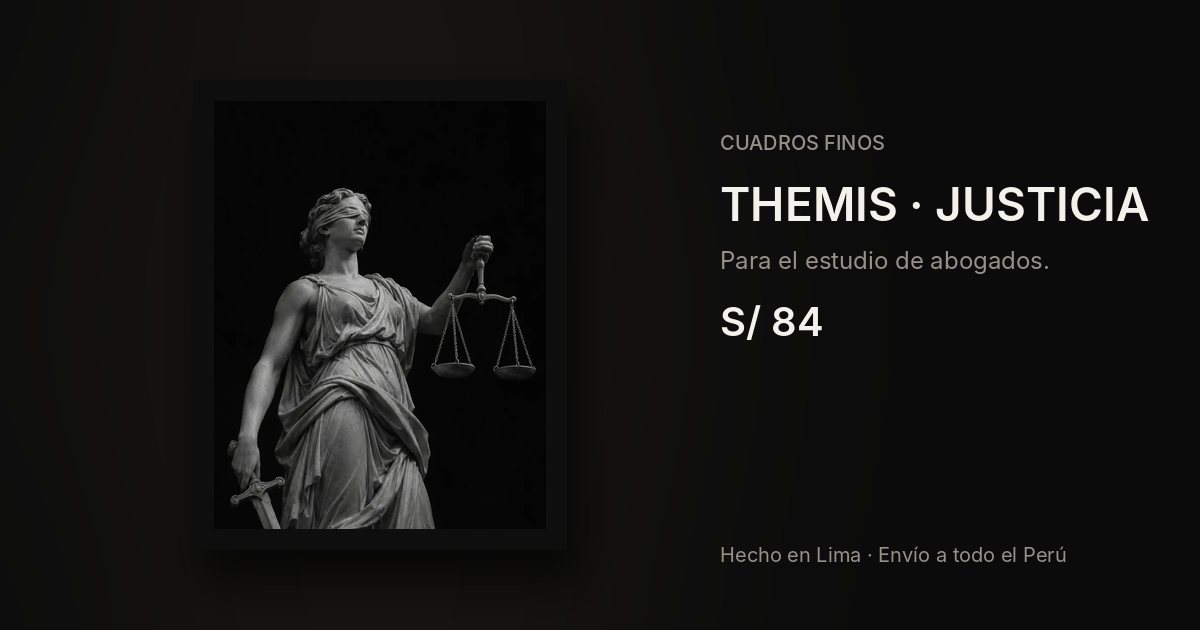 CUADROS FINOS
THEMIS · JUSTICIA
Para el estudio de abogados.
S/ 84
Hecho en Lima · Envío a todo el Perú